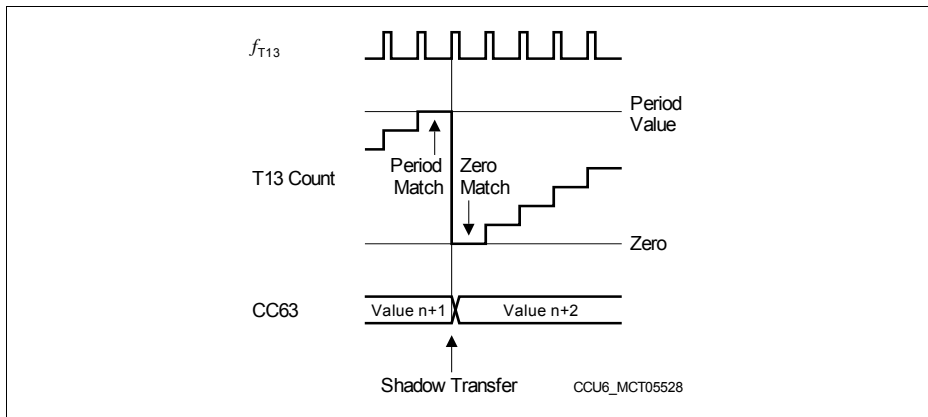 fT13
Period
Value
T13 Count
Period
Match
Zero
Match
Zero
CC63
Value n+1
Value n+2
Shadow Transfer
CCU6_MCT05528